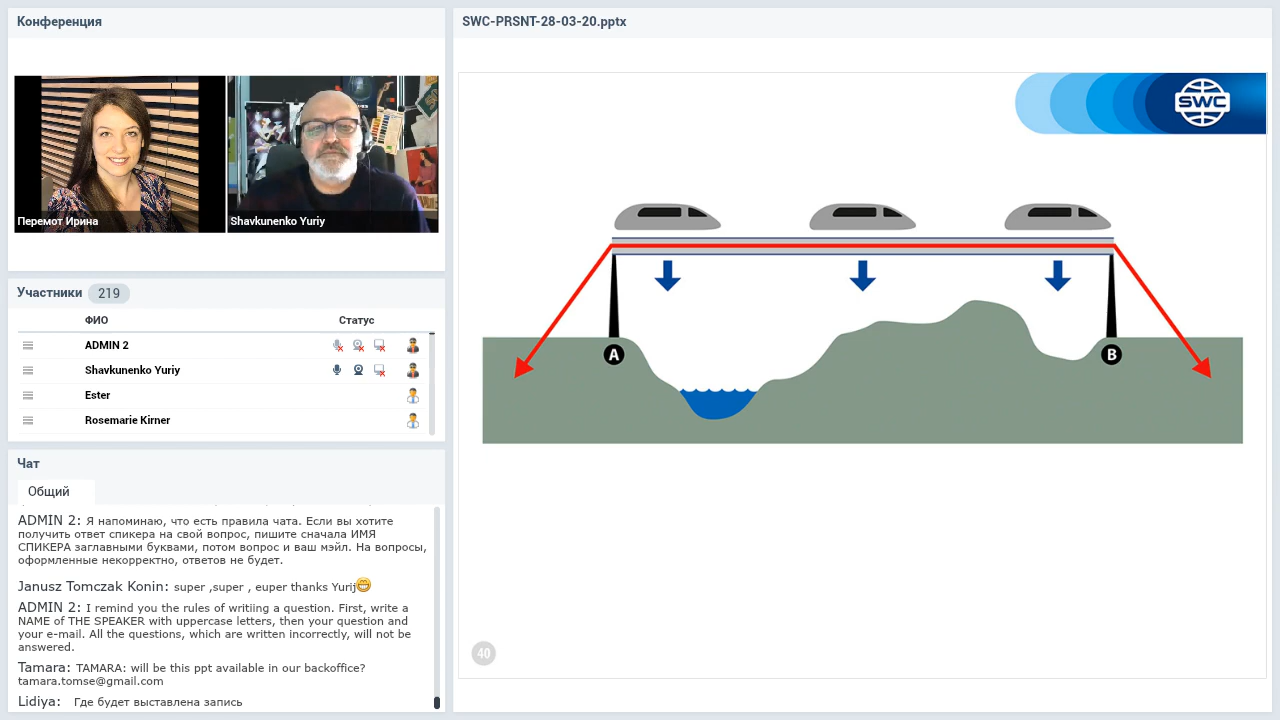 Конференция
Перемот Ирина
Shavkunenko Yuriy
Участники 219
ФИО Статус
ADMIN 2
Shavkunenko Yuriy
Ester
Rosemarie Kirner
Чат
Общий
ADMIN 2: Я напоминаю, что есть правила чата. Если вы хотите
получить ответ спикера на свой вопрос, пишите сначала ИМЯ
СПИКЕРА заглавными буквами, потом вопрос и ваш мэйл. На вопросы,
оформленные некорректно, ответов не будет.
Janusz Tomczak Konin: super ,super , euper thanks Yurij
ADMIN 2: I remind you the rules of writiing a question. First, write a
NAME of THE SPEAKER with uppercase letters, then your question and
your e-mail. All the questions, which are written incorrectly, will not be
answered.
Tamara: TAMARA: will be this ppt available in our backoffice?
tamara.tomse@gmail.com
Lidiya: Где будет выставлена запись
SWC-PRSNT-28-03-20.pptx
SWC
A
B
40